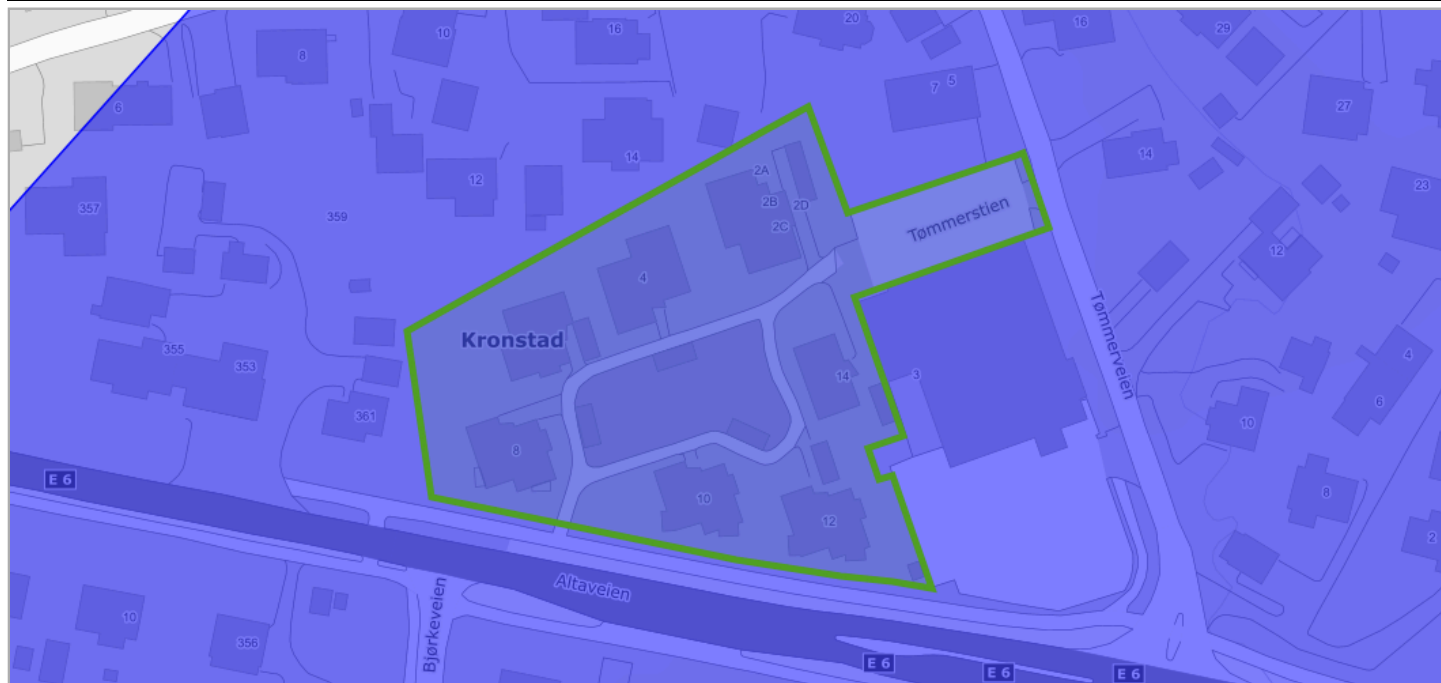 20
16
29
10
16
8
7
5
27
6
14
14
2A
12
23
357
2B
2D
359
2C
Tømmerstien
12
4
Tømmerveien
Kronstad
355
353
14
3
4
6
361
10
8
E 6
10
8
12
2
Altaveien
Bjørkeveien
10
356
E 6
E 6
E 6